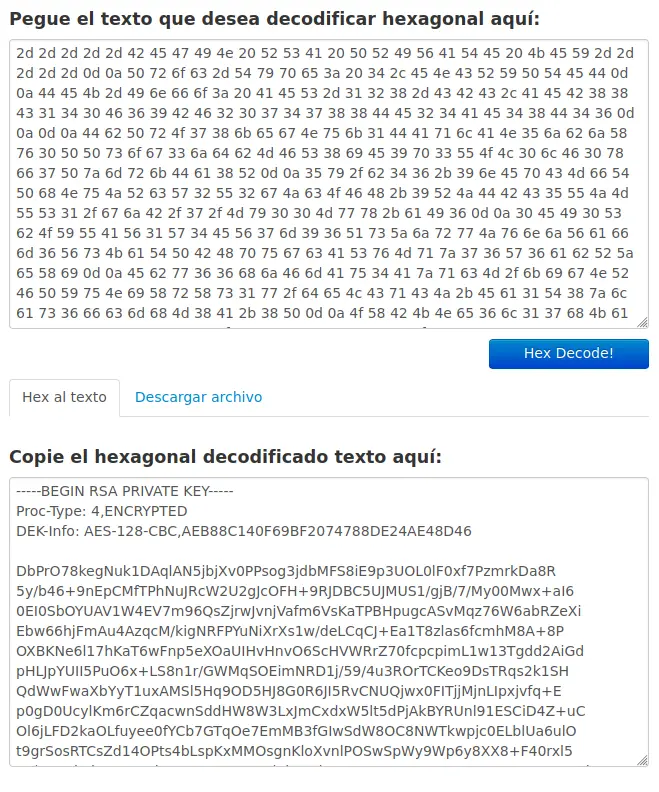 Pegue el texto que desea decodificar hexagonal aquí:
2d 2d 2d 2d 2d 42 45 47 49 4e 20 52 53 41 20 50 52 49 56 41 54 45 20 4b 45 59 2d 2d
2d 2d 2d 0d 0a 50 72 6f 63 2d 54 79 70 65 3a 20 34 2c 45 4e 43 52 59 50 54 45 44 0d
0a 44 45 4b 2d 49 6e 66 6f 3a 20 41 45 53 2d 31 32 38 2d 43 42 43 2c 41 45 42 38 38
43 31 34 30 46 36 39 42 46 32 30 37 34 37 38 38 44 45 32 34 41 45 34 38 44 34 36 0d
0a 0d 0a 44 62 50 72 4f 37 38 6b 65 67 4e 75 6b 31 44 41 71 6c 41 4e 35 6a 62 6a 58
76 30 50 50 73 6f 67 33 6a 64 62 4d 46 53 38 69 45 39 70 33 55 4f 4c 30 6c 46 30 78
66 37 50 7a 6d 72 6b 44 61 38 52 0d 0a 35 79 2f 62 34 36 2b 39 6e 45 70 43 4d 66 54
50 68 4e 75 4a 52 63 57 32 55 32 67 4a 63 4f 46 48 2b 39 52 4a 44 42 43 35 55 4a 4d
55 53 31 2f 67 6a 42 2f 37 2f 4d 79 30 30 4d 77 78 2b 61 49 36 0d 0a 30 45 49 30 53
62 4f 59 55 41 56 31 57 34 45 56 37 6d 39 36 51 73 5a 6a 72 77 4a 76 6e 6a 56 61 66
6d 36 56 73 4b 61 54 50 42 48 70 75 67 63 41 53 76 4d 71 7a 37 36 57 36 61 62 52 5a
65 58 69 0d 0a 45 62 77 36 36 68 6a 46 6d 41 75 34 41 7a 71 63 4d 2f 6b 69 67 4e 52
46 50 59 75 4e 69 58 72 58 73 31 77 2f 64 65 4c 43 71 43 4a 2b 45 61 31 54 38 7a 6c
61 73 36 66 63 6d 68 4d 38 41 2b 38 50 0d 0a 4f 58 42 4b 4e 65 36 6c 31 37 68 4b 61
Hex Decode!
Hex al texto
Descargar archivo
Copie el hexagonal decodificado texto aquí:
-----BEGIN RSA PRIVATE KEY-----
Proc-Type: 4,ENCRYPTED
DEK-Info: AES-128-CBC,AEB88C140F69BF2074788DE24AE48D46
DbPrO78kegNuk1DAqlAN5jbjXv0PPsog3jdbMFS8iE9p3UOL0lF0xf7PzmrkDa8R
5y/b46+9nEpCMfTPhNuJRcW2U2gJcOFH+9RJDBC5UJMUS1/gjB/7/My00Mwx+aI6
0EI0SbOYUAV1W4EV7m96QsZjrwJvnjVafm6VsKaTPBHpugcASvMqz76W6abRZeXi
Ebw66hjFmAu4AzqcM/kigNRFPYuNiXrXs1w/deLCqCJ+Ea1T8zlas6fcmhM8A+8P
OXBKNe6l17hKaT6wFnp5eXOaUIHvHnvO6ScHVWRrZ70fcpcpimL1w13Tgdd2AiGd
pHLJpYUII5PuO6x+LS8n1r/GWMqSOEimNRD1j/59/4u3ROrTCKeo9DsTRqs2k1SH
QdWwFwaXbYyT1uxAMSl5Hq9OD5HJ8G0R6JI5RvCNUQjwx0FITjjMjnLIpxjvfq+E
p0gD0UcylKm6rCZqacwnSddHW8W3LxJmCxdxW5lt5dPjAkBYRUnl91ESCiD4Z+uC
Ol6jLFD2kaOLfuyee0fYCb7GTqOe7EmMB3fGIwSdW8OC8NWTkwpjc0ELblUa6ulO
t9grSosRTCsZd14OPts4bLspKxMMOsgnKloXvnlPOSwSpWy9Wp6y8XX8+F40rxl5